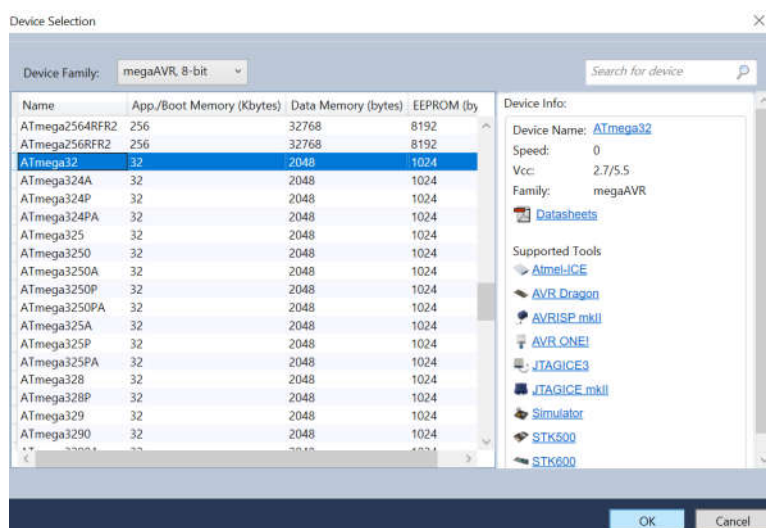 Device Selection
Device Family: megaAVR, 8-bit Search for device
Name App./Boot Memory (Kbytes) Data Memory (bytes) EEPROM (by
ATmega2564RFR2 256 32768 8192
ATmega256RFR2 256 32768 8192
ATmega32 32 2048 1024
ATmega324A 32 2048 1024
ATmega324P 32 2048 1024
ATmega324PA 32 2048 1024
ATmega325 32 2048 1024
ATmega3250 32 2048 1024
ATmega3250A 32 2048 1024
ATmega3250P 32 2048 1024
ATmega3250PA 32 2048 1024
ATmega325A 32 2048 1024
ATmega325P 32 2048 1024
ATmega325PA 32 2048 1024
ATmega328 32 2048 1024
ATmega328P 32 2048 1024
ATmega329 32 2048 1024
ATmega3290 32 2048 1024
Device Info:
Device Name: ATmega32
Speed: 0
Vcc: 2.7/5.5
Family: megaAVR
Datasheets
Supported Tools
Atmel-ICE
AVR Dragon
AVRISP mkII
AVR ONE!
JTAGICE3
JTAGICE mkII
Simulator
STK500
STK600
OK Cancel